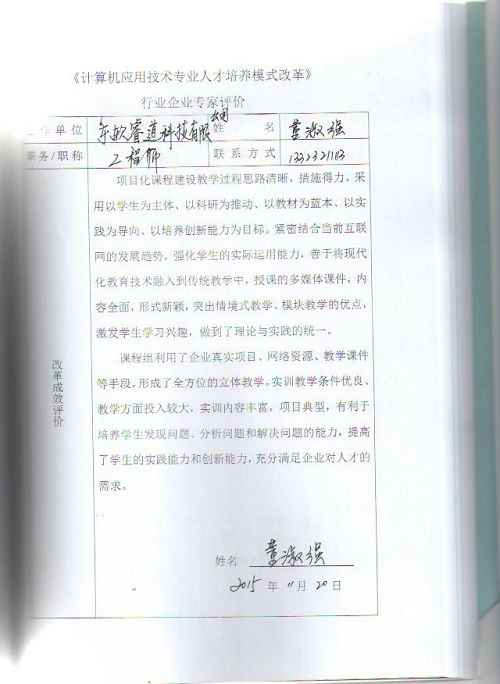 《计算机应用技术专业人才培养模式改革》
行业企业专家评价
工作单位 东软睿道科技有限公司 姓名 董淑强
职务/职称 工程师 联系方式
项目化课程建设教学过程思路清晰，措施得力。采
用以学生为主体、以科研为推动、以教材为蓝本、以实
践为导向、以培养创新能力为目标。紧密结合当前互联
网的发展趋势，强化学生的实际运用能力，善于将现代
化教育技术融入到传统教学中，授课的多媒体课件，内
容全面，形式新颖，突出情境式教学、模块教学的优点，
激发学生学习兴趣，做到了理论与实践的统一。
改革成效评价
课程组利用了企业真实项目、网络资源、教学课件
等手段，形成了全方位的立体教学。实训教学条件优良、
教学方面投入较大，实训内容丰富，项目典型，有利于
培养学生发现问题、分析问题和解决问题的能力，提高
了学生的实践能力和创新能力，充分满足企业对人才的
需求。
姓名 董淑强
2015 年 11 月 20 日